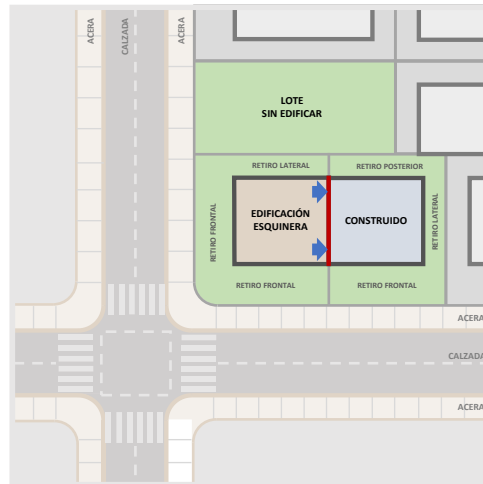 ACERA
CALZADA
ACERA
LOTE
SIN EDIFICAR
RETIRO LATERAL
RETIRO POSTERIOR
RETIRO FRONTAL
EDIFICACIÓN
ESQUINERA
CONSTRUIDO
RETIRO LATERAL
RETIRO FRONTAL
RETIRO FRONTAL
ACERA
CALZADA
ACERA